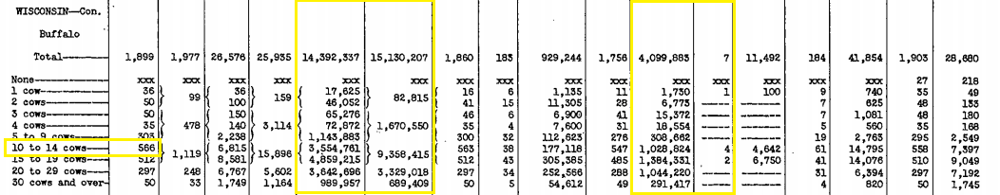 WISCONSIN—Con.
Buffalo
Total 1,899 1,977 26,576 25,935 14,392,337 15,130,207 1,860 183 929,244 1,756 4,099,883 7 11,492 184 41,854 1,903 28,680
None xxx xxx xxx xxx xxx xxx xxx xxx xxx xxx xxx xxx xxx xxx xxx 27 218
1 cow 36 36 17,625 16 6 1,135 11 1,730 1 100 9 740 35 49
99 159 82,815
2 cows 50 100 46,052 41 15 11,305 28 6,773 7 625 48 133
3 cows 50 150 65,276 46 6 6,900 41 15,372 7 1,081 48 180
4 cows 35 478 140 3,114 72,872 1,670,550 35 4 7,600 31 18,554 5 560 35 168
5 to 9 cows 303 2,238 1,143,883 300 32 112,623 276 308,662 19 2,763 295 2,549
10 to 14 cows 566 6,815 3,554,761 563 38 177,118 547 1,028,824 4 4,642 61 14,795 558 7,397
1,119 15,896 9,358,415
15 to 19 cows 512 8,581 4,859,215 512 43 305,385 485 1,384,331 2 6,750 41 14,076 510 9,049
20 to 29 cows 297 248 6,767 5,602 3,642,696 3,329,018 297 34 252,566 288 1,044,220 31 6,394 297 7,192
30 cows and over 50 33 1,749 1,164 989,957 689,409 50 5 54,612 49 291,417 4 820 50 1,745